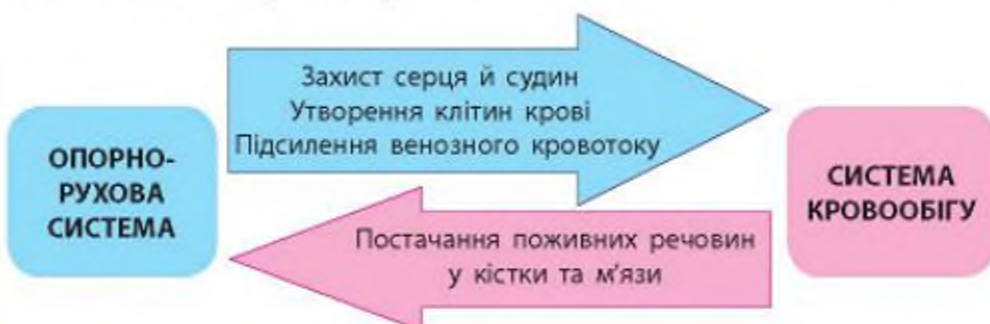 ОПОРНО-
РУХОВА
СИСТЕМА
Захист серця й судин
Утворення клітин крові
Підсилення венозного кровотоку
Постачання поживних речовин
у кістки та м'язи
СИСТЕМА
КРОВООБІГУ